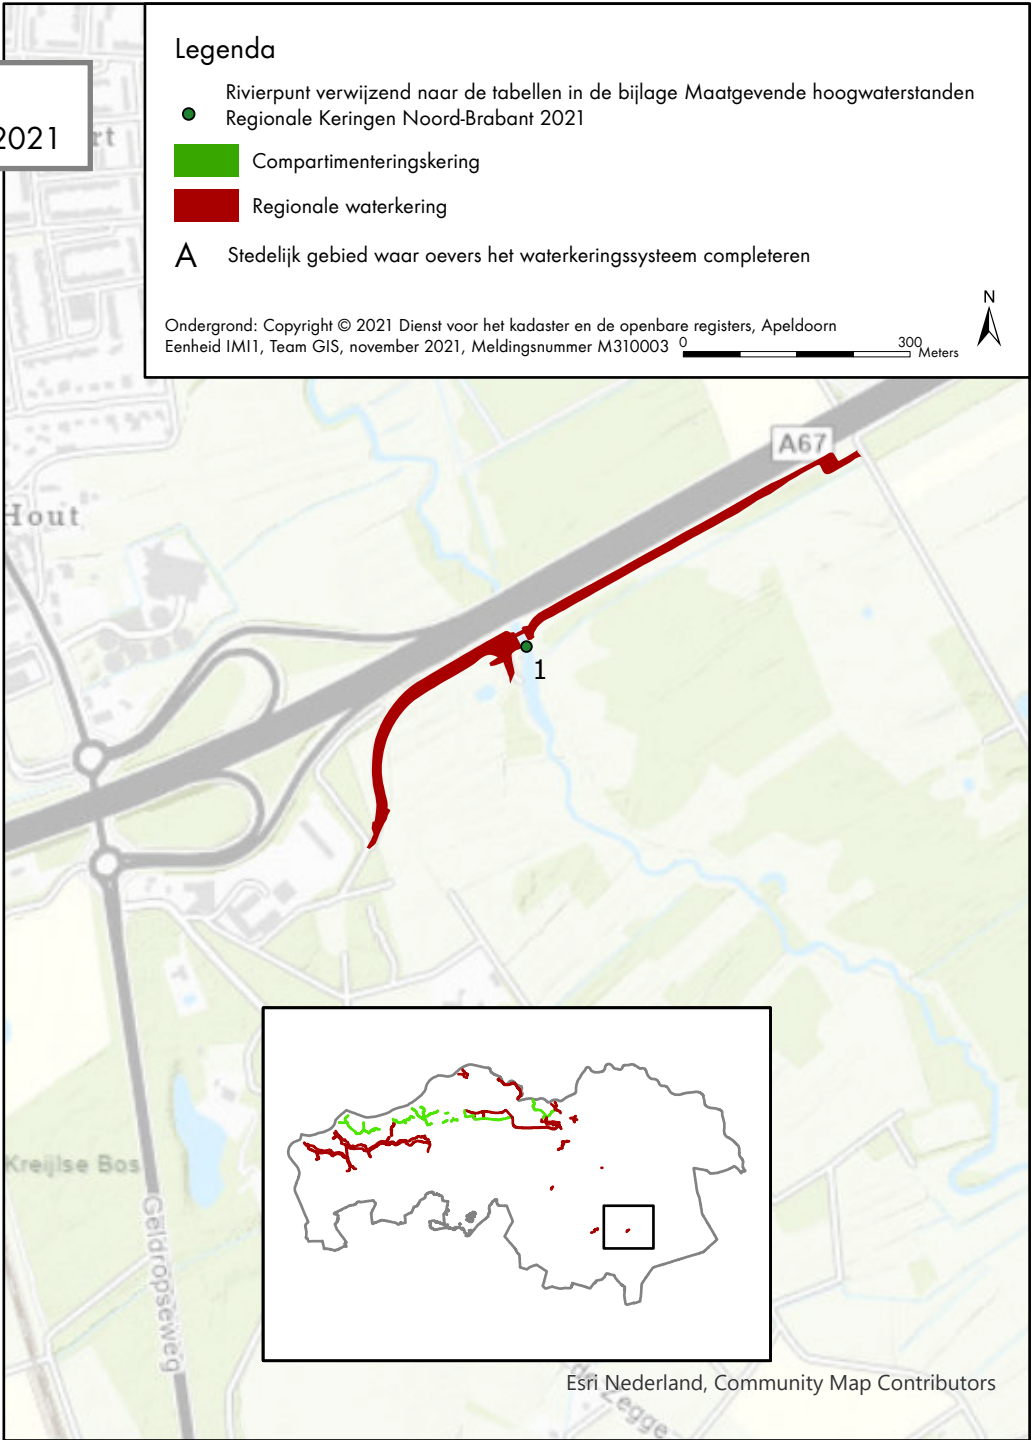 Legenda
Rivierpunt verwijzend naar de tabellen in de bijlage Maatgevende hoogwaterstanden
Regionale Keringen Noord-Brabant 2021
2021
rt
Compartimenteringskering
Regionale waterkering
A Stedelijk gebied waar oevers het waterkeringssysteem completeren
N
Ondergrond: Copyright © 2021 Dienst voor het kadaster en de openbare registers, Apeldoorn
Eenheid IMI1, Team GIS, november 2021, Meldingsnummer M310003
0 300 Meters
A67
Hout
1
Kreijlse Bos
Geldropseweg
de Zegge
Esri Nederland, Community Map Contributors